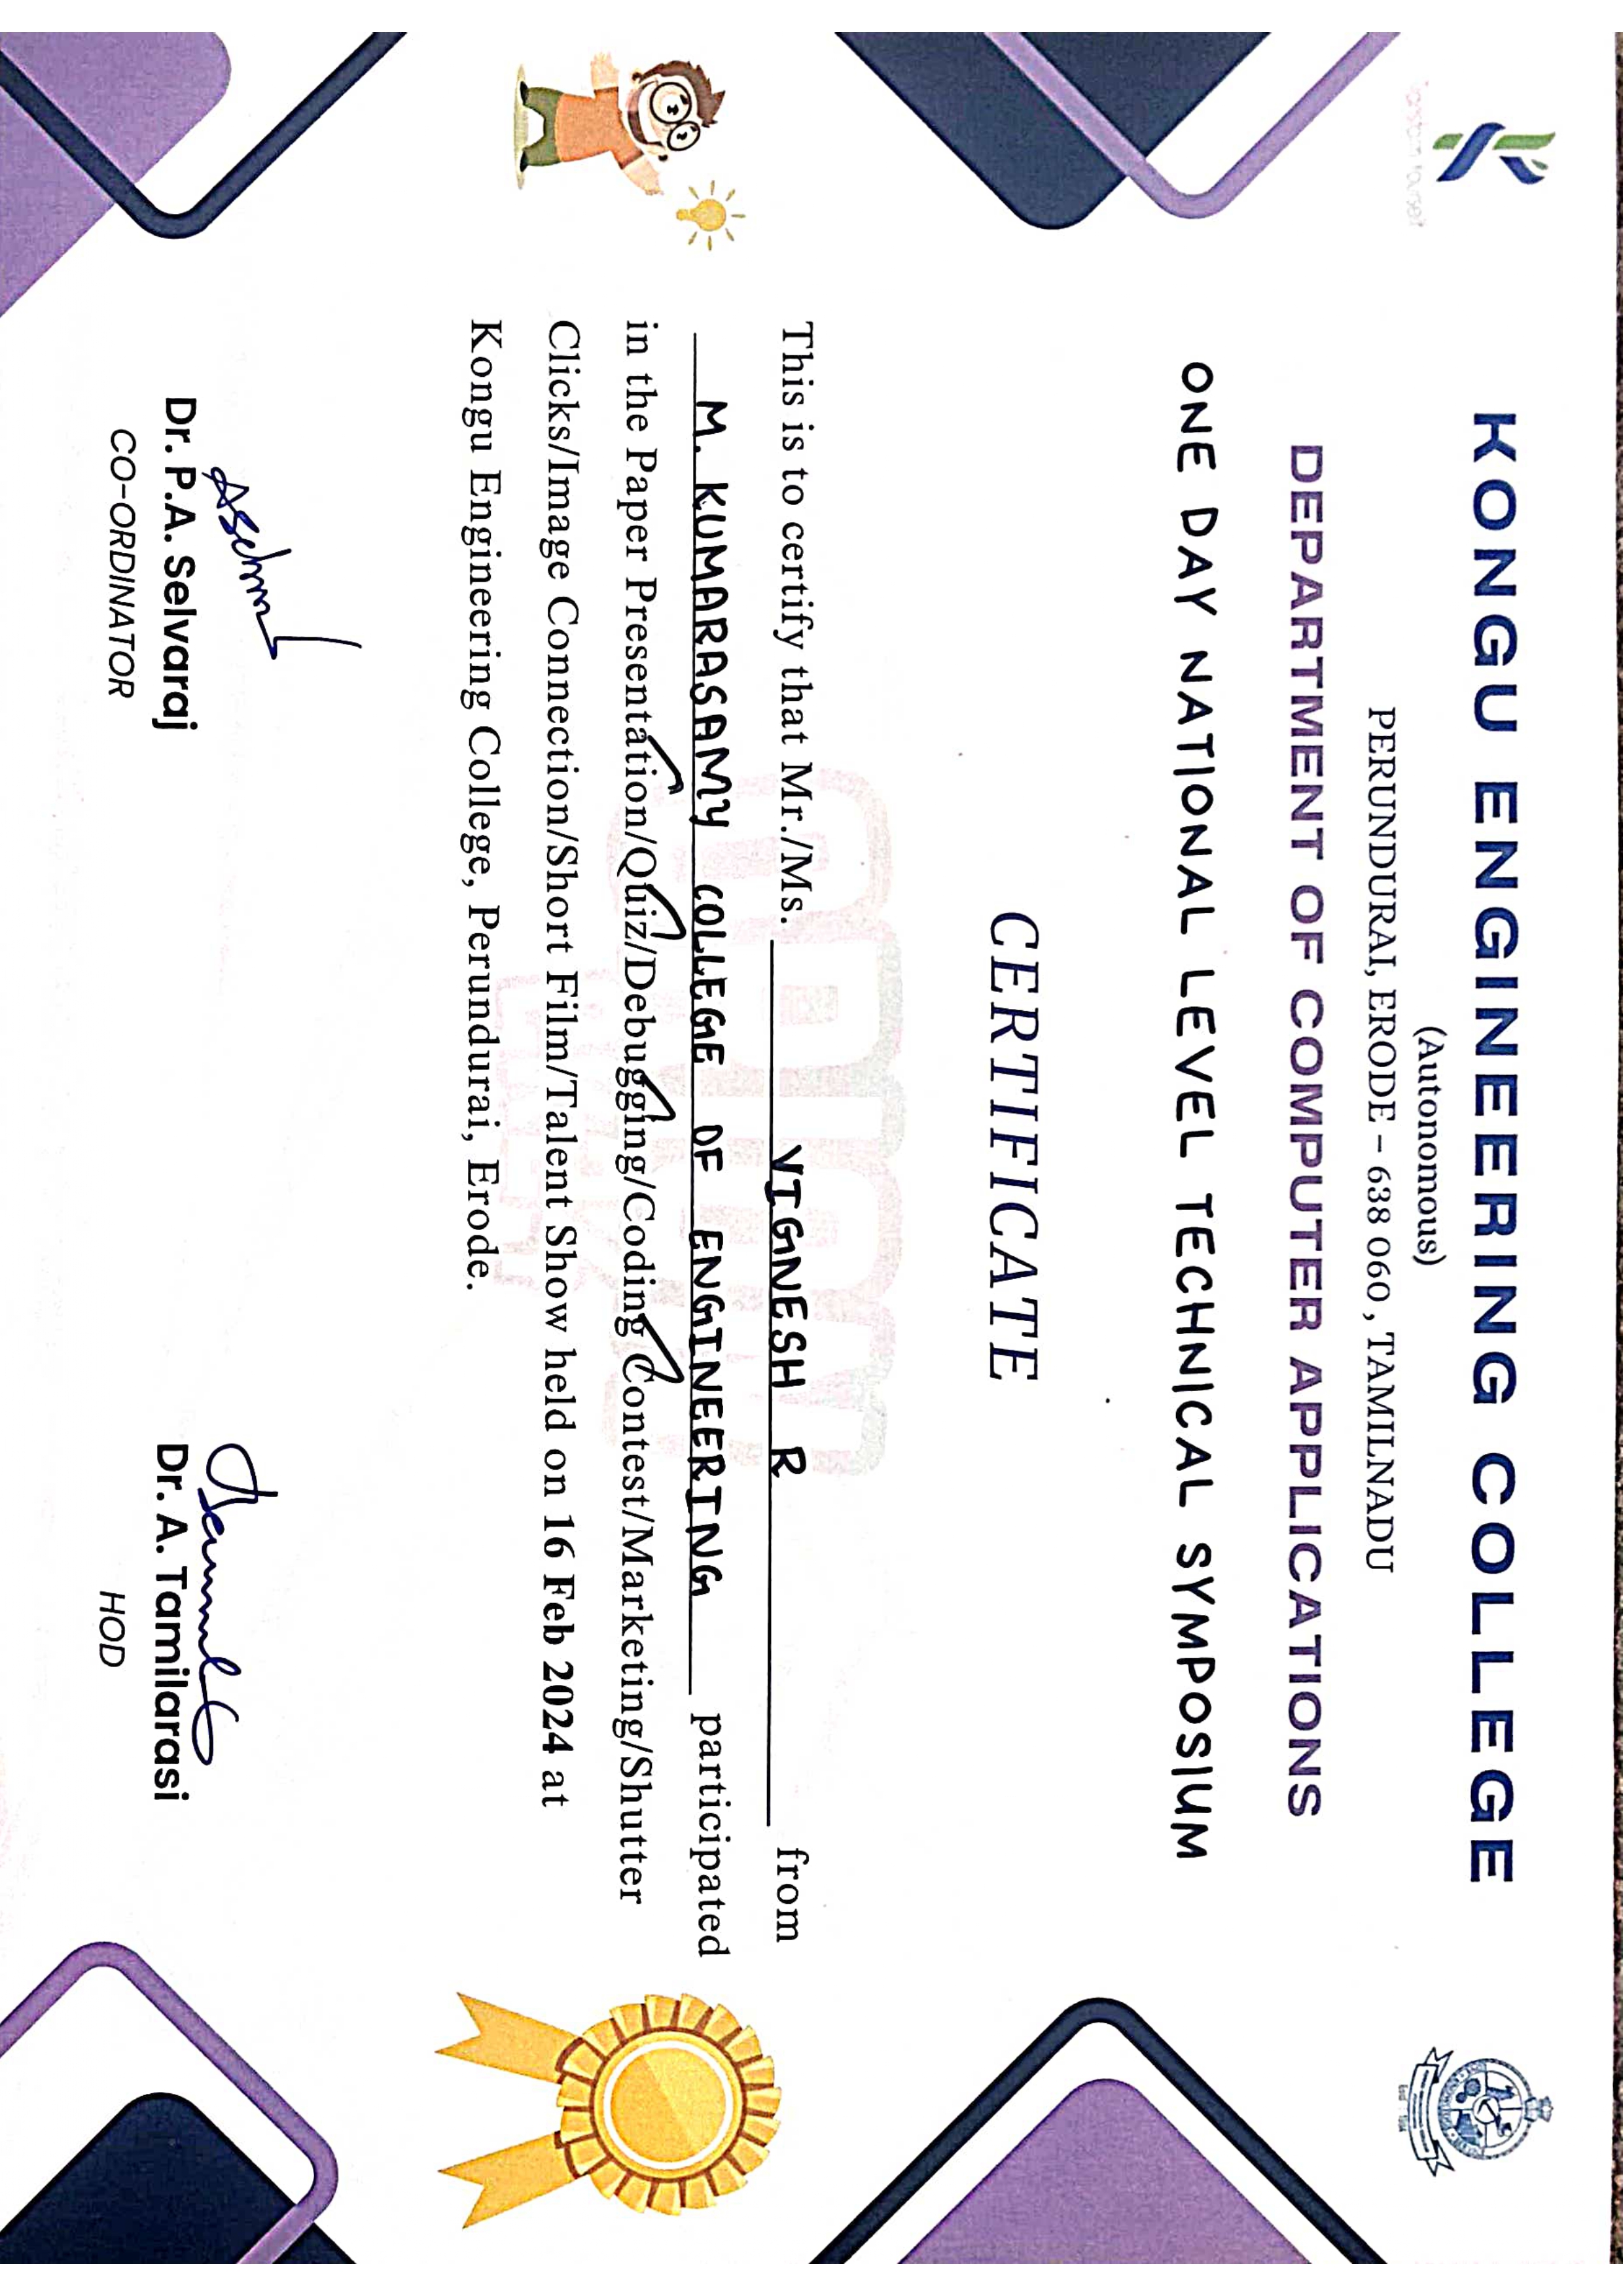 Transform Yourself
KONGU ENGINEERING COLLEGE
(Autonomous)
PERUNDURAI, ERODE – 638 060 , TAMILNADU
Estd : 1984
DEPARTMENT OF COMPUTER APPLICATIONS
ONE DAY NATIONAL LEVEL TECHNICAL SYMPOSIUM
CERTIFICATE
This is to certify that Mr./Ms. VIGNESH R from
M. KUMARASAMY COLLEGE OF ENGINEERING participated
in the Paper Presentation/Quiz/Debugging/Coding Contest/Marketing/Shutter
Clicks/Image Connection/Short Film/Talent Show held on 16 Feb 2024 at
Kongu Engineering College, Perundurai, Erode.
Dr. P.A. Selvaraj
CO-ORDINATOR
Dr. A. Tamilarasi
HOD